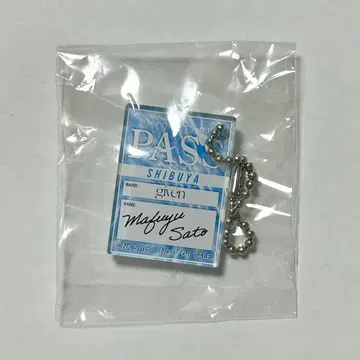 PASS
SHIBUYA
BAND
given
NAME
Mafuyu
Sato
NOT FOR SALE